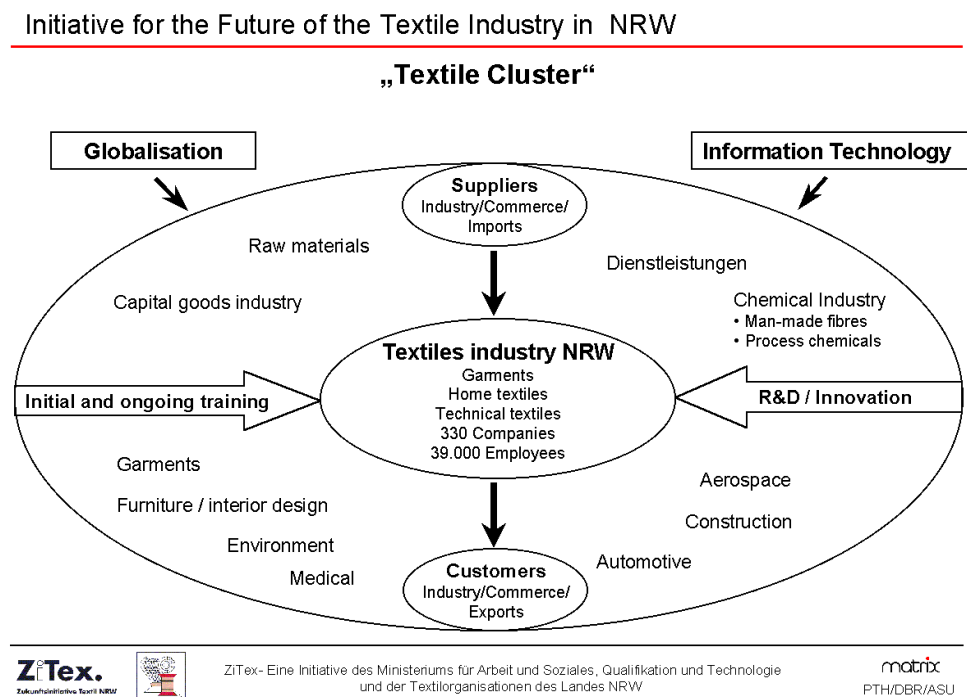 Initiative for the Future of the Textile Industry in NRW
„Textile Cluster“
Globalisation
Information Technology
Suppliers
Industry/Commerce/
Imports
Raw materials
Dienstleistungen
Capital goods industry
Chemical Industry
• Man-made fibres
• Process chemicals
Textiles industry NRW
Garments
Home textiles
Technical textiles
330 Companies
39.000 Employees
Initial and ongoing training
R&D / Innovation
Garments
Furniture / interior design
Environment
Medical
Aerospace
Construction
Automotive
Customers
Industry/Commerce/
Exports
ZiTex.
Zukunftsinitiative Textil NRW
ZiTex- Eine Initiative des Ministeriums für Arbeit und Soziales, Qualifikation und Technologie
und der Textilorganisationen des Landes NRW
matrix
PTH/DBR/ASU